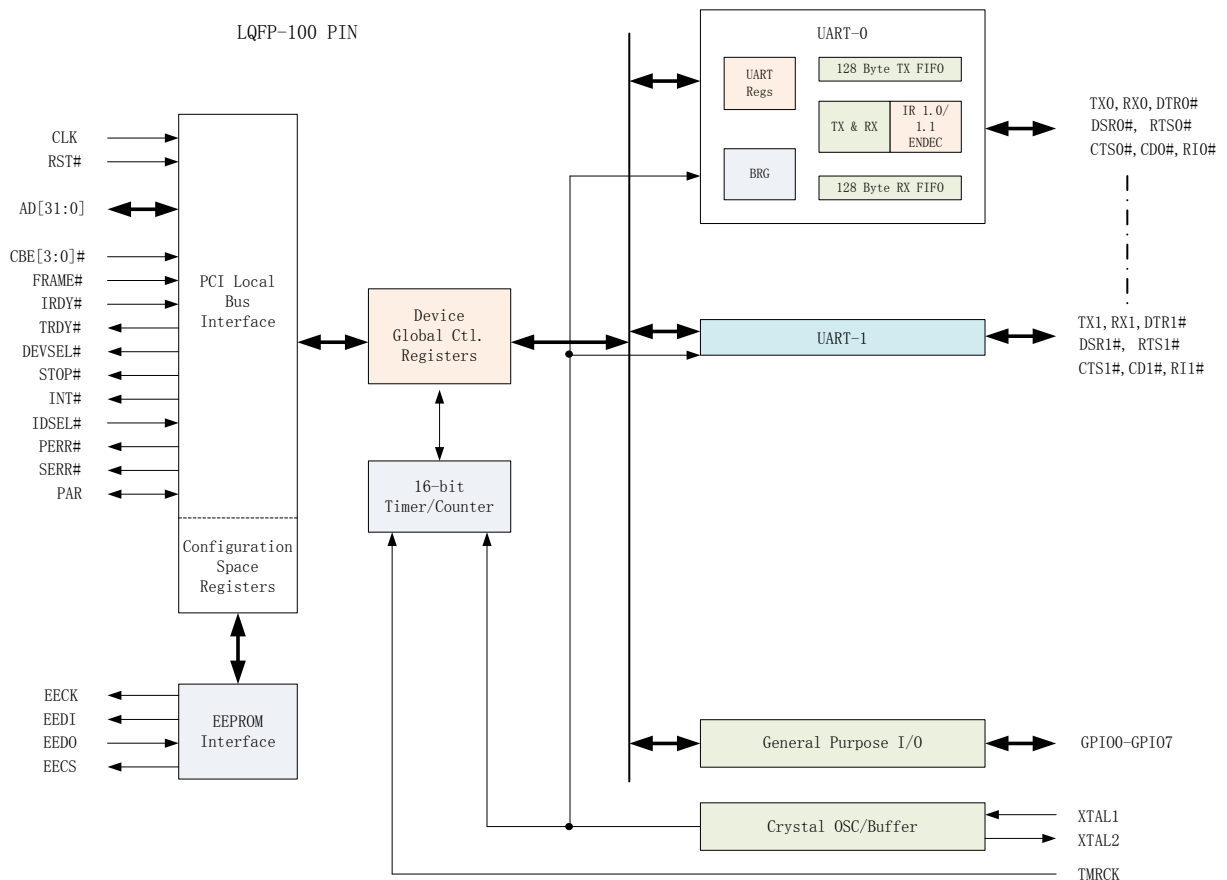 LQFP-100 PIN
CLK
RST#
AD[31:0]
CBE[3:0]#
FRAME#
IRDY#
TRDY#
DEVSEL#
STOP#
INT#
IDSEL#
PERR#
SERR#
PAR
PCI Local
Bus
Interface
Configuration
Space
Registers
EECK
EEDI
EEDO
EECS
EEPROM
Interface
Device
Global Ctl.
Registers
16-bit
Timer/Counter
UART-0
UART
Regs
BRG
128 Byte TX FIFO
TX & RX
IR 1.0/
1.1
ENDEC
128 Byte RX FIFO
TX0,RX0,DTR0#
DSR0#, RTS0#
CTS0#,CD0#,RI0#
UART-1
TX1,RX1,DTR1#
DSR1#, RTS1#
CTS1#,CD1#,RI1#
General Purpose I/O
GPIO0-GPIO7
Crystal OSC/Buffer
XTAL1
XTAL2
TMRCK